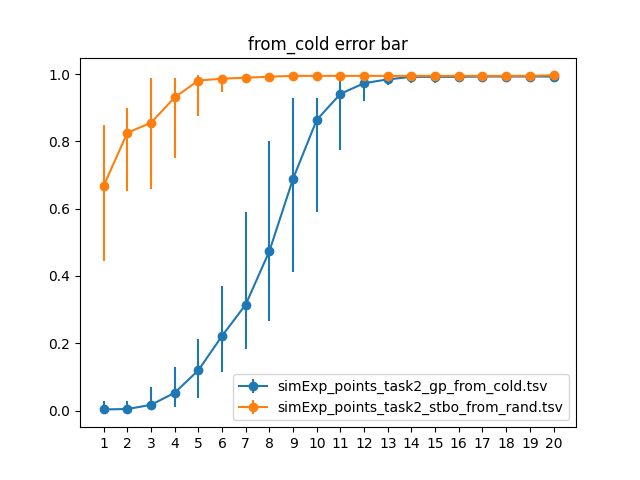 from_cold error bar
1.0
0.8
0.6
0.4
0.2
0.0
simExp_points_task2_gp_from_cold.tsv
simExp_points_task2_stbo_from_rand.tsv
1 2 3 4 5 6 7 8 9 10 11 12 13 14 15 16 17 18 19 20